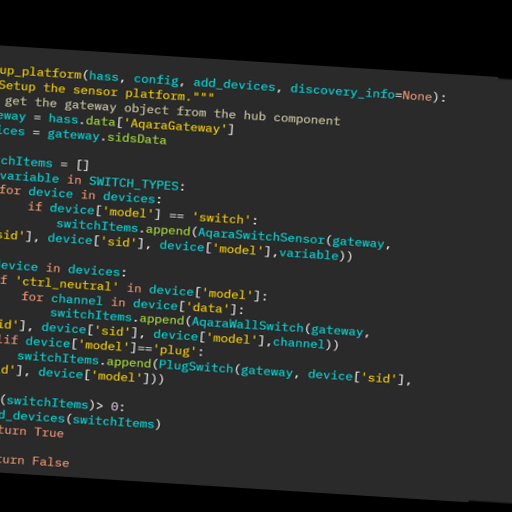 up_platform(hass, config, add_devices, discovery_info=None):
Setup the sensor platform."""
get the gateway object from the hub component
eway = hass.data['AqaraGateway']
ices = gateway.sidsData
chItems = []
variable in SWITCH_TYPES:
for device in devices:
if device['model'] == 'switch':
switchItems.append(AqaraSwitchSensor(gateway,
sid'], device['sid'], device['model'],variable))
device in devices:
f 'ctrl_neutral' in device['model']:
for channel in device['data']:
switchItems.append(AqaraWallSwitch(gateway,
id'], device['sid'], device['model'],channel))
lif device['model']=='plug':
switchItems.append(PlugSwitch(gateway, device['sid'],
d'], device['model']))
(switchItems)> 0:
d_devices(switchItems)
turn True
turn False